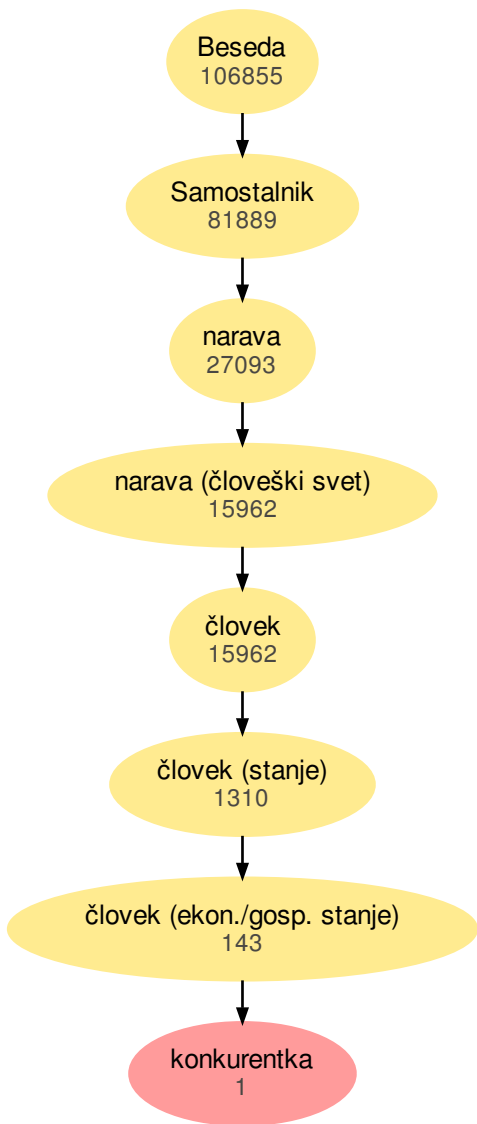 Beseda
106855
Samostalnik
81889
narava
27093
narava (človeški svet)
15962
človek
15962
človek (stanje)
1310
človek (ekon./gosp. stanje)
143
konkurentka
1